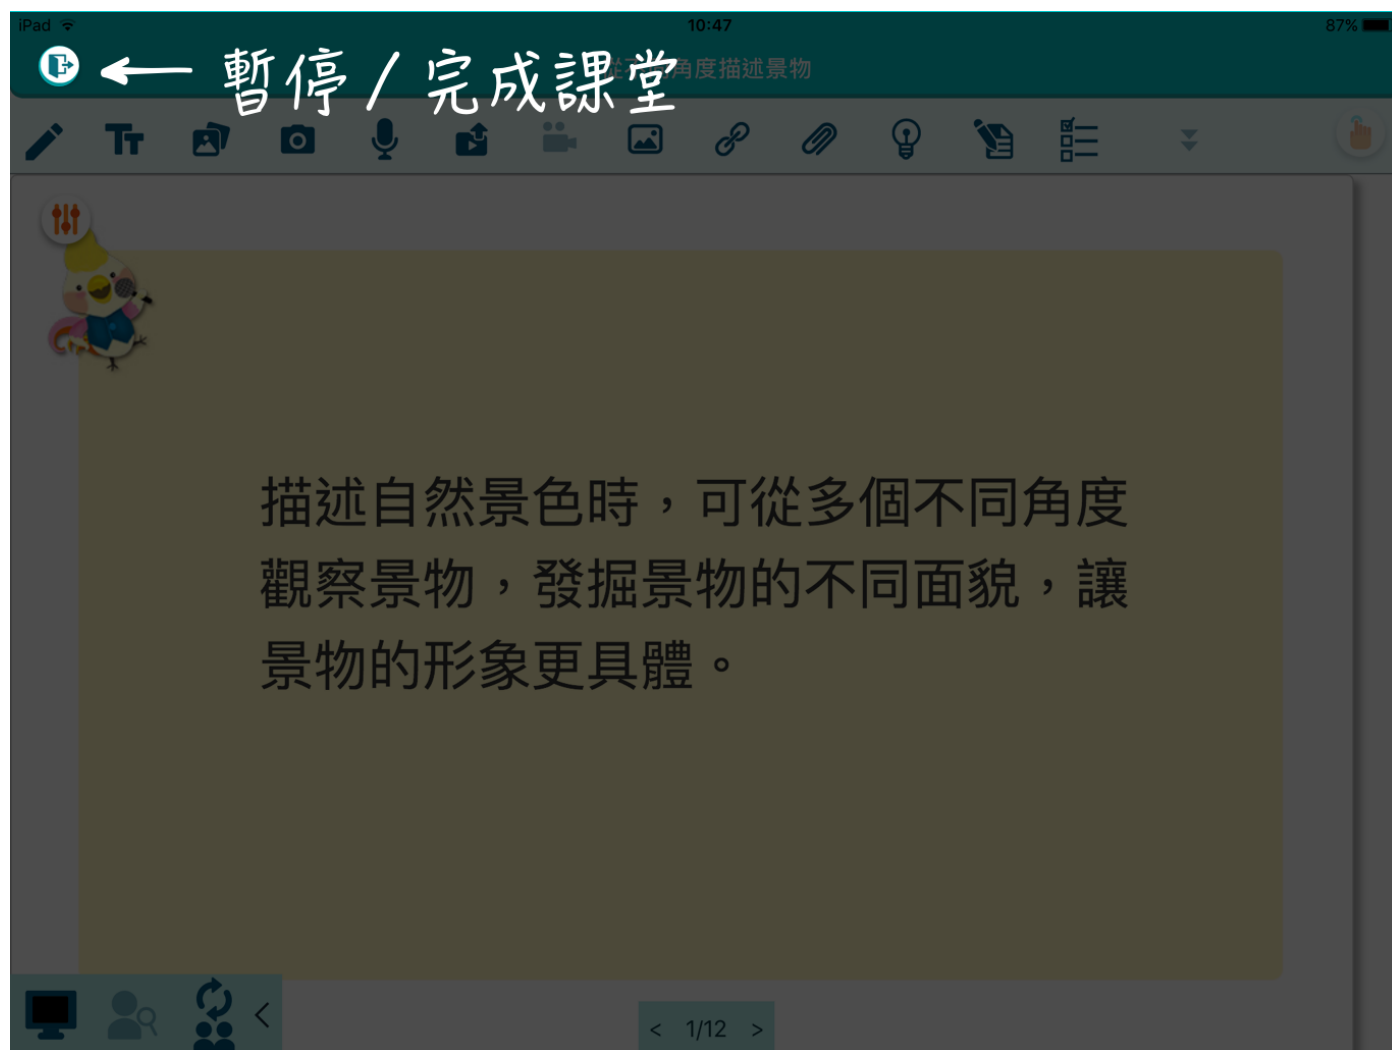 iPad 10:47 87%
暫停 / 完成課堂
角度描述景物
Tт
描述自然景色時，可從多個不同角度
觀察景物，發掘景物的不同面貌，讓
景物的形象更具體。
< 1/12 >